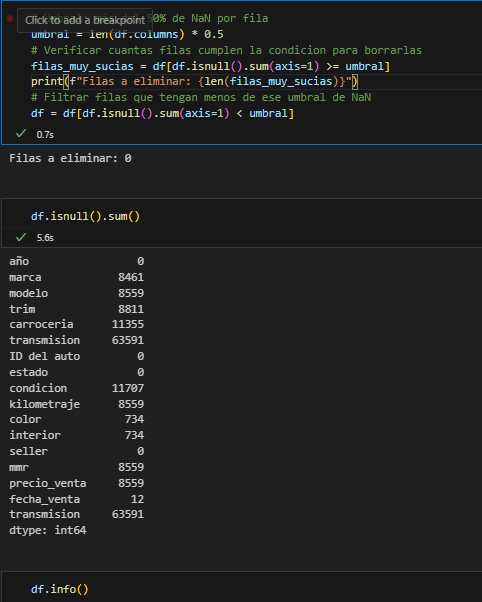 Click to add a breakpoint
50% de NaN por fila
umbral = len(df.columns) * 0.5
# Verificar cuantas filas cumplen la condicion para borrarlas
filas_muy_sucias = df[df.isnull().sum(axis=1) >= umbral]
print(f"Filas a eliminar: {len(filas_muy_sucias)}")
# Filtrar filas que tengan menos de ese umbral de NaN
df = df[df.isnull().sum(axis=1) < umbral]
0.7s
Filas a eliminar: 0
df.isnull().sum()
5.6s
año 0
marca 8461
modelo 8559
trim 8811
carroceria 11355
transmision 63591
ID del auto 0
estado 0
condicion 11707
kilometraje 8559
color 734
interior 734
seller 0
mmr 8559
precio_venta 8559
fecha_venta 12
transmision 63591
dtype: int64
df.info()